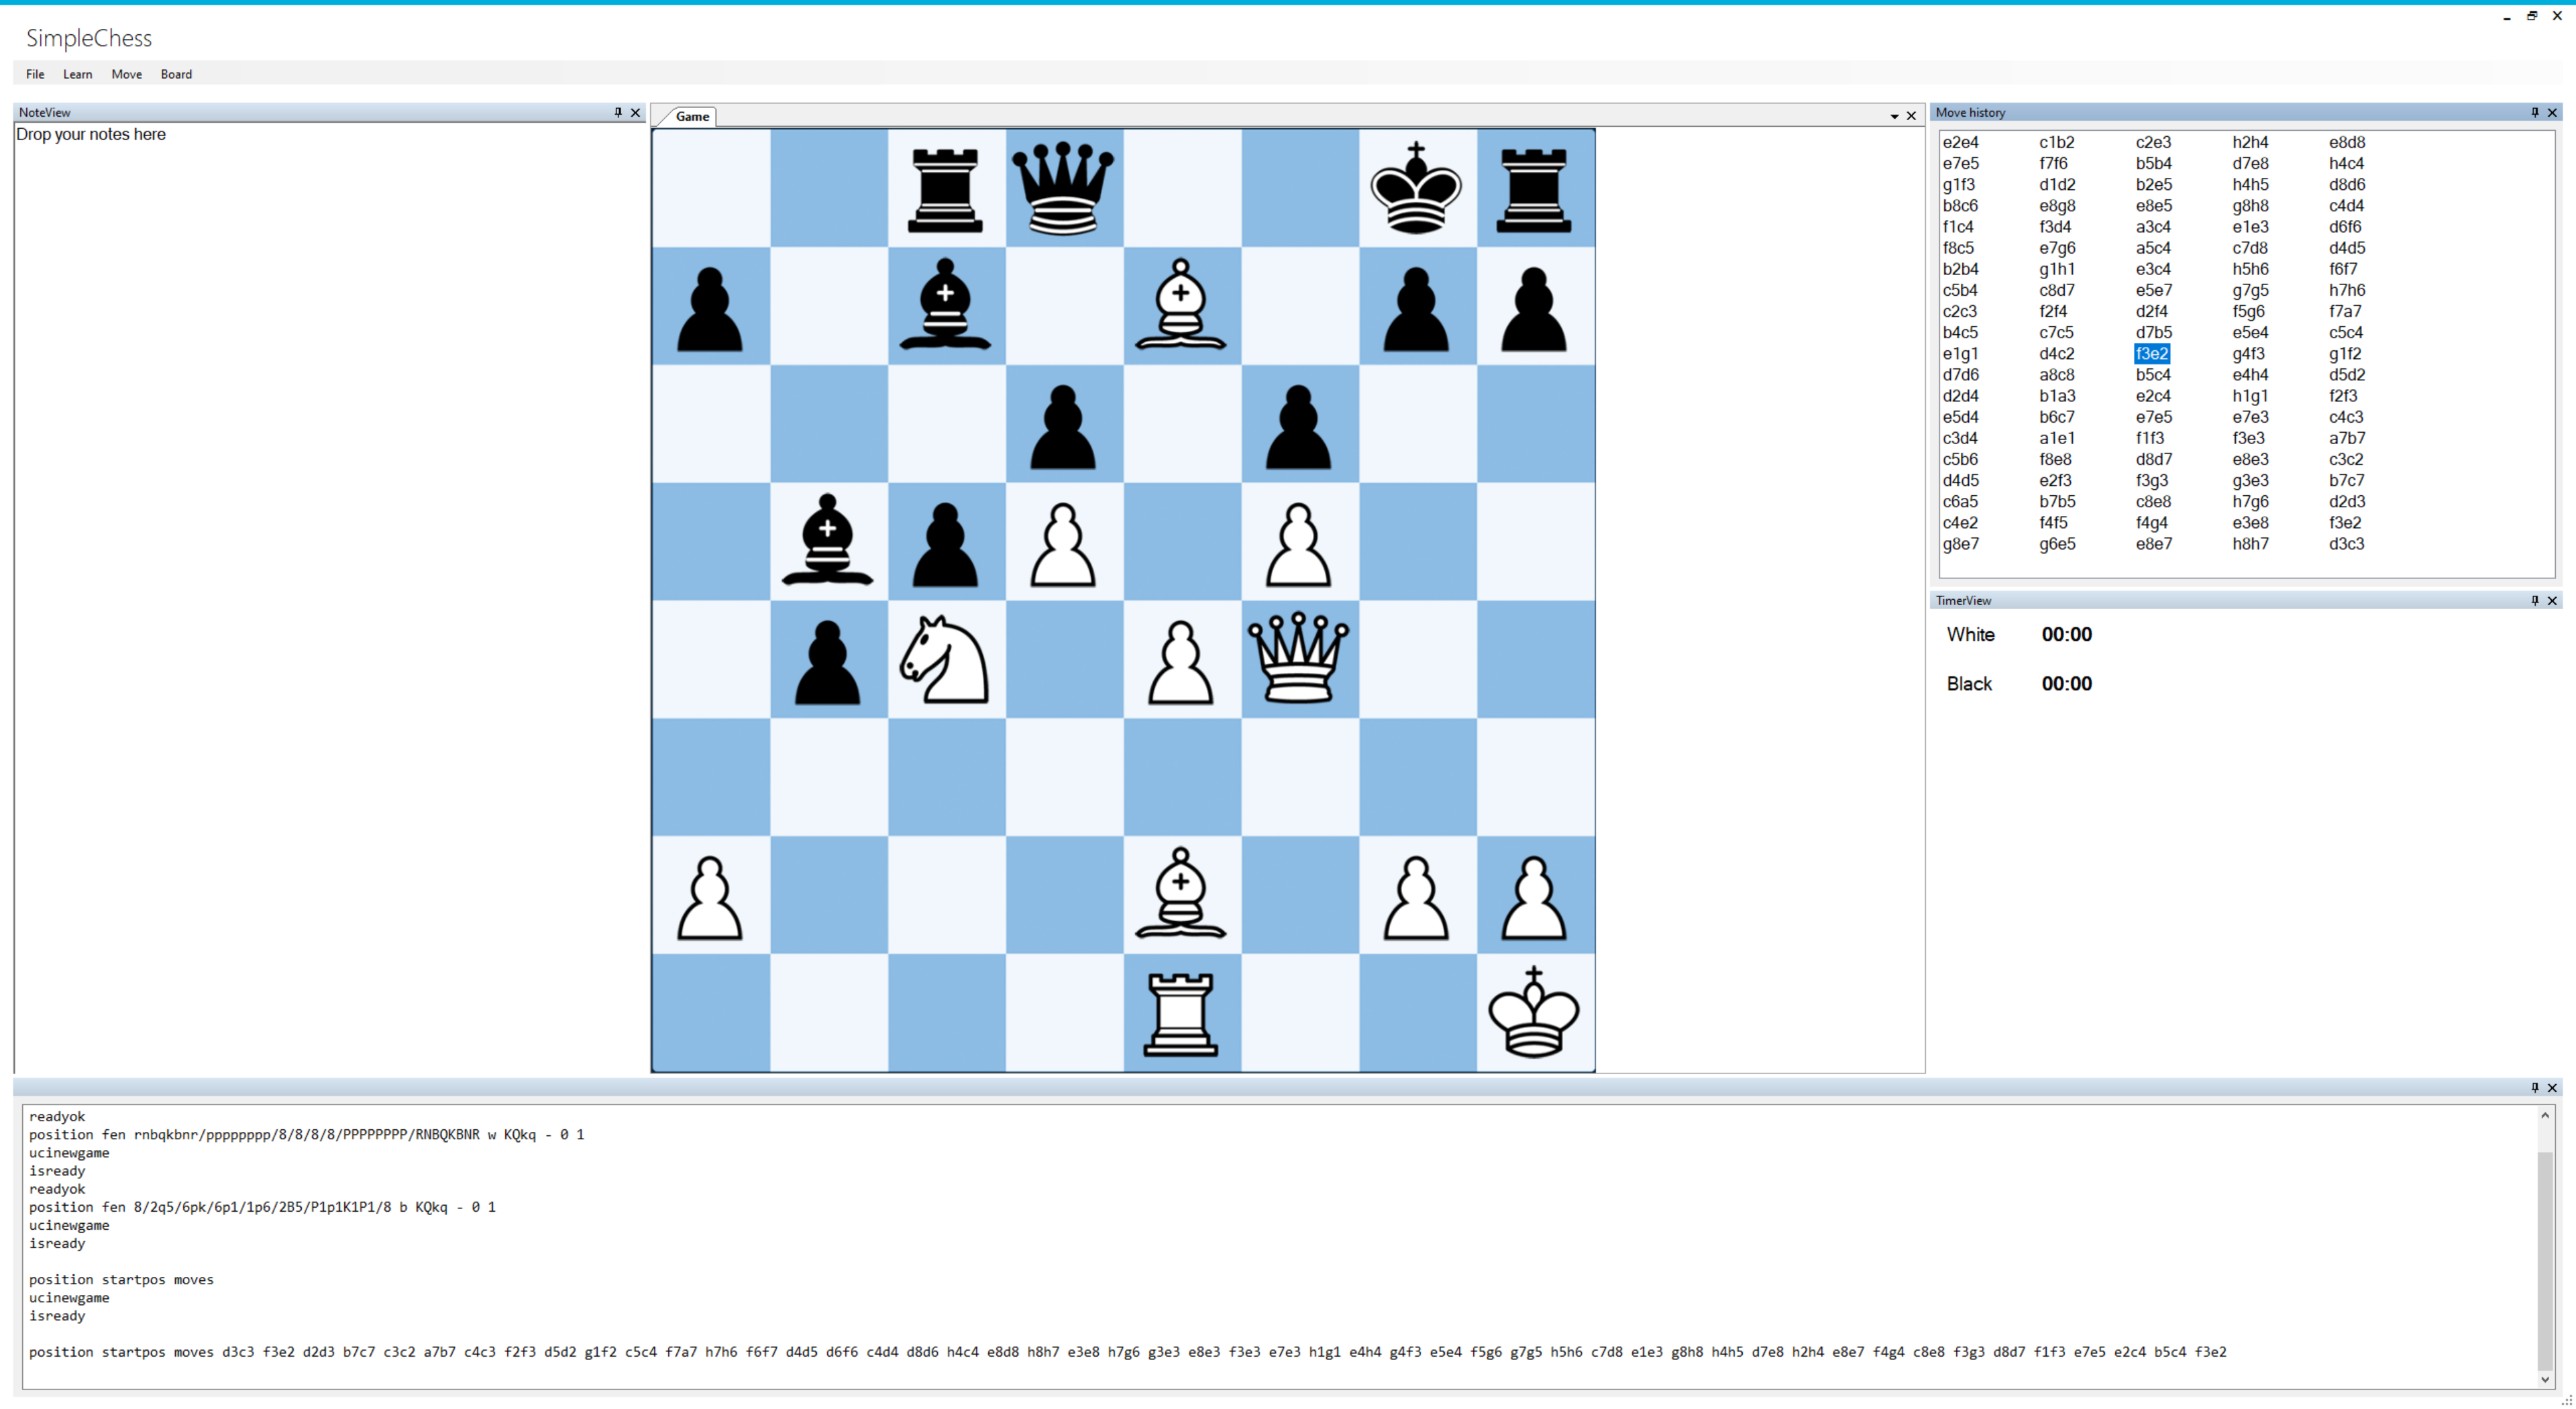 SimpleChess
File Learn Move Board
NoteView
Drop your notes here
Game
Move history
e2e4 c1b2 c2e3 h2h4 e8d8
e7e5 f7f6 b5b4 d7e8 h4c4
g1f3 d1d2 b2e5 h4h5 d8d6
b8c6 e8g8 e8e5 g8h8 c4d4
f1c4 f3d4 a3c4 e1e3 d6f6
f8c5 e7g6 a5c4 c7d8 d4d5
b2b4 g1h1 e3c4 h5h6 f6f7
c5b4 c8d7 e5e7 g7g5 h7h6
c2c3 f2f4 d2f4 f5g6 f7a7
b4c5 c7c5 d7b5 e5e4 c5c4
e1g1 d4c2 f3e2 g4f3 g1f2
d7d6 a8c8 b5c4 e4h4 d5d2
d2d4 b1a3 e2c4 h1g1 f2f3
e5d4 b6c7 e7e5 e7e3 c4c3
c3d4 a1e1 f1f3 f3e3 a7b7
c5b6 f8e8 d8d7 e8e3 c3c2
d4d5 e2f3 f3g3 g3e3 b7c7
c6a5 b7b5 c8e8 h7g6 d2d3
c4e2 f4f5 f4g4 e3e8 f3e2
g8e7 g6e5 e8e7 h8h7 d3c3
TimerView
White 00:00
Black 00:00
readyok
position fen rnbqkbnr/pppppppp/8/8/8/8/PPPPPPPP/RNBQKBNR w KQkq - 0 1
ucinewgame
isready
readyok
position fen 8/2q5/6pk/6p1/1p6/2B5/P1p1K1P1/8 b KQkq - 0 1
ucinewgame
isready
position startpos moves
ucinewgame
isready
position startpos moves d3c3 f3e2 d2d3 b7c7 c3c2 a7b7 c4c3 f2f3 d5d2 g1f2 c5c4 f7a7 h7h6 f6f7 d4d5 d6f6 c4d4 d8d6 h4c4 e8d8 h8h7 e3e8 h7g6 g3e3 e8e3 f3e3 e7e3 h1g1 e4h4 g4f3 e5e4 f5g6 g7g5 h5h6 c7d8 e1e3 g8h8 h4h5 d7e8 h2h4 e8e7 f4g4 c8e8 f3g3 d8d7 f1f3 e7e5 e2c4 b5c4 f3e2